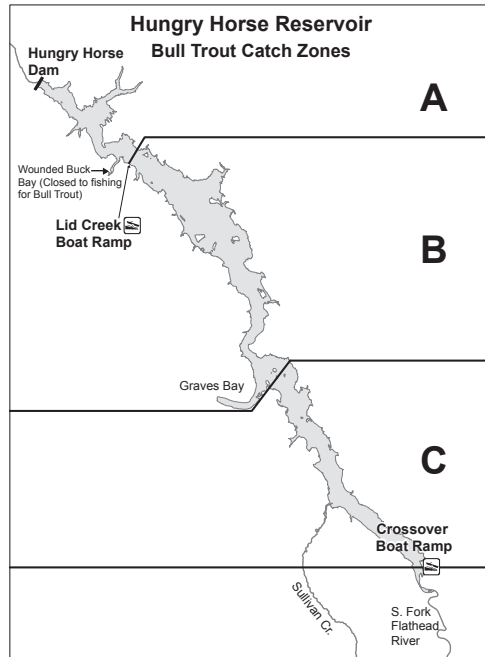 Hungry Horse Reservoir
Bull Trout Catch Zones
Hungry Horse
Dam
A
Wounded Buck
Bay (Closed to fishing
for Bull Trout)
Lid Creek
Boat Ramp
B
Graves Bay
C
Crossover
Boat Ramp
Sullivan Cr.
S. Fork
Flathead
River